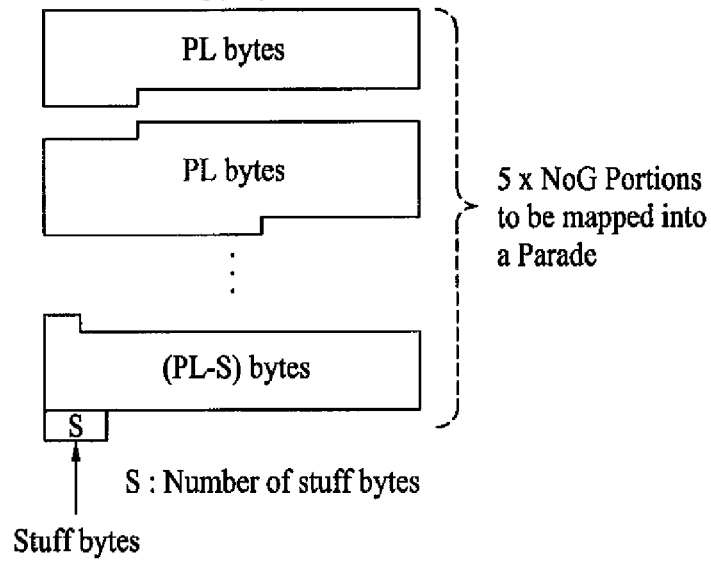 PL bytes
PL bytes
5 x NoG Portions
to be mapped into
a Parade
(PL-S) bytes
S
S : Number of stuff bytes
Stuff bytes